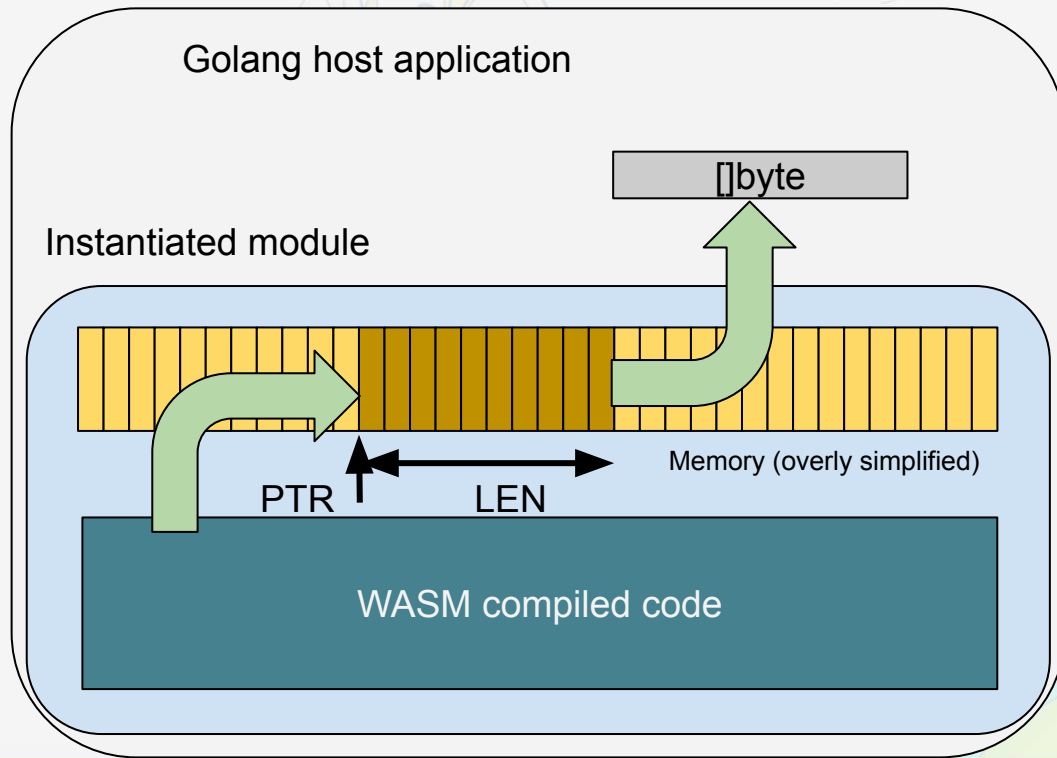 Golang host application
[]byte
Instantiated module
Memory (overly simplified)
PTR
LEN
WASM compiled code